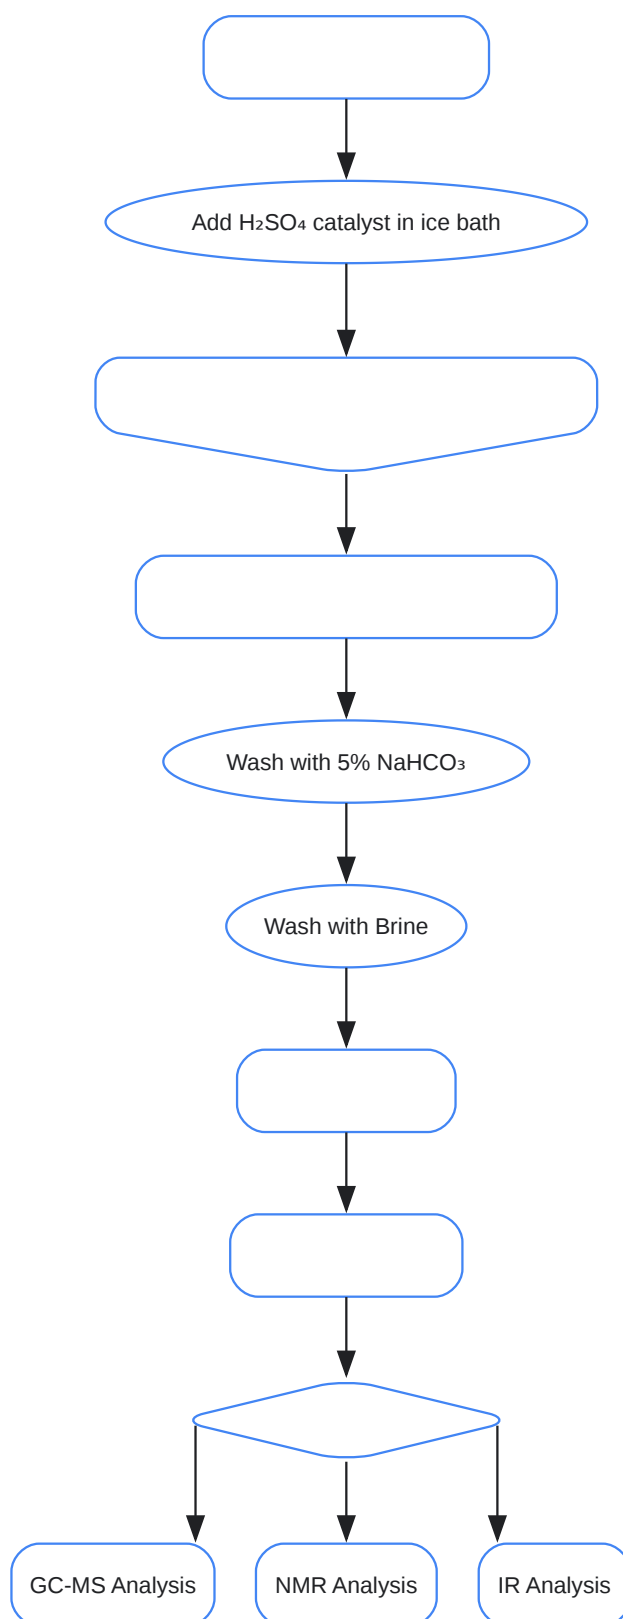 Add H₂SO₄ catalyst in ice bath
Wash with 5% NaHCO₃
Wash with Brine
GC-MS Analysis
NMR Analysis
IR Analysis